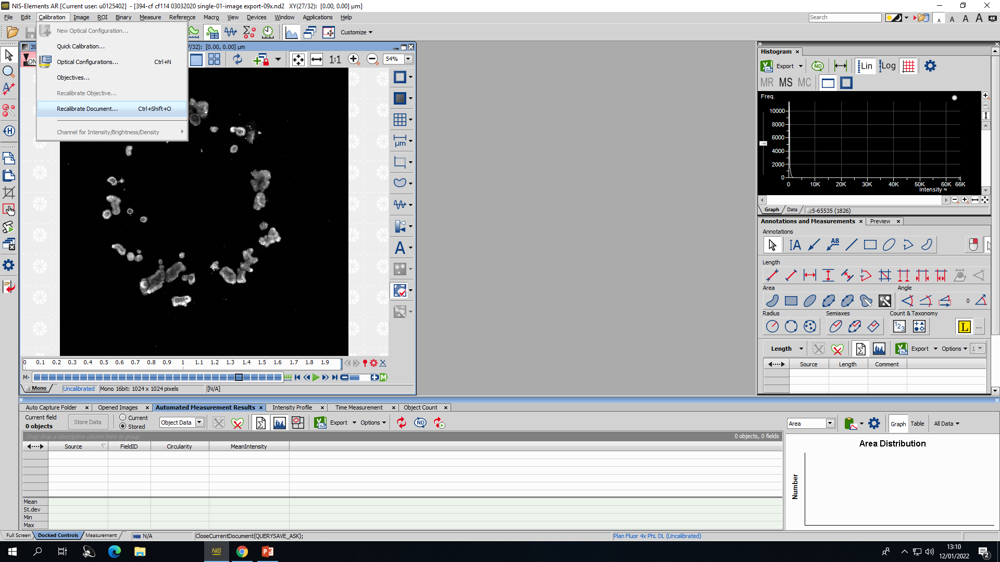 NIS-Elements AR [Current user: u0125402]  - [394-cf cf114 03032020 single-01-image export-09x.nd2  XY(27/32):  [0.00, 0.00] µm]
File Edit Calibration Image ROI Binary Measure Reference Macro View Devices Window Applications Help
Search
A A A A 4K
Customize
New Optical Configuration...
Quick Calibration...
Optical Configurations... Ctrl+N
Objectives...
Recalibrate Objective...
Recalibrate Document... Ctrl+Shift+O
Channel for Intensity/Brightness/Density
39 7/32):  [0.00, 0.00] µm
ON
1:1 54%
µm
A
0 0.1 0.2 0.3 0.4 0.5 0.6 0.7 0.8 0.9 1 1.1 1.2 1.3 1.4 1.5 1.6 1.7 1.8 1.9
M
M
Mono Uncalibrated Mono 16bit: 1024 x 1024 pixels [N/A]
Histogram
Export ND Lin Log
MR MS MC
Freq.
10000
8000
6000
4000
2000
0
0 10K 20K 30K 40K 50K 60K 66K
Intensity ≈
Graph Data 5-65535 (1826)
Annotations and Measurements Preview
Annotations
IA AB
Length
Area Angle
0
Radius Semiaxes Count & Taxonomy
123 L ...
Length Export Options 1
Source Length Comment
Auto Capture Folder Opened Images Automated Measurement Results Intensity Profile Time Measurement Object Count
Current field
0 objects
Store Data
Current
Stored
Object Data Export Options ND
Area Graph Table All Data
Drag-drop a descriptive column here to group
0 objects, 0 fields
Source FieldID Circularity MeanIntensity
Mean
St.dev
Min
Max
Area Distribution
Number
Full Screen Docked Controls Measurement N/A CloseCurrentDocument(QUERYSAVE_ASK); Plan Fluor 4x PhL DL (Uncalibrated)
NIS
13:10
12/01/2022
2